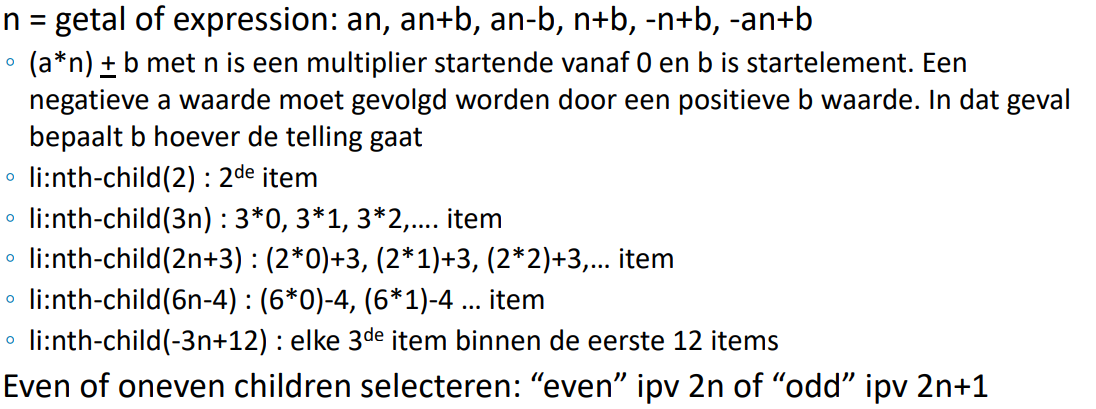 n = getal of expression: an, an+b, an-b, n+b, -n+b, -an+b
◦ (a*n) ± b met n is een multiplier startende vanaf 0 en b is startelement. Een
negatieve a waarde moet gevolgd worden door een positieve b waarde. In dat geval
bepaalt b hoever de telling gaat
◦ li:nth-child(2) : 2de item
◦ li:nth-child(3n) : 3*0, 3*1, 3*2,…. item
◦ li:nth-child(2n+3) : (2*0)+3, (2*1)+3, (2*2)+3,… item
◦ li:nth-child(6n-4) : (6*0)-4, (6*1)-4 … item
◦ li:nth-child(-3n+12) : elke 3de item binnen de eerste 12 items
Even of oneven children selecteren: “even” ipv 2n of “odd” ipv 2n+1